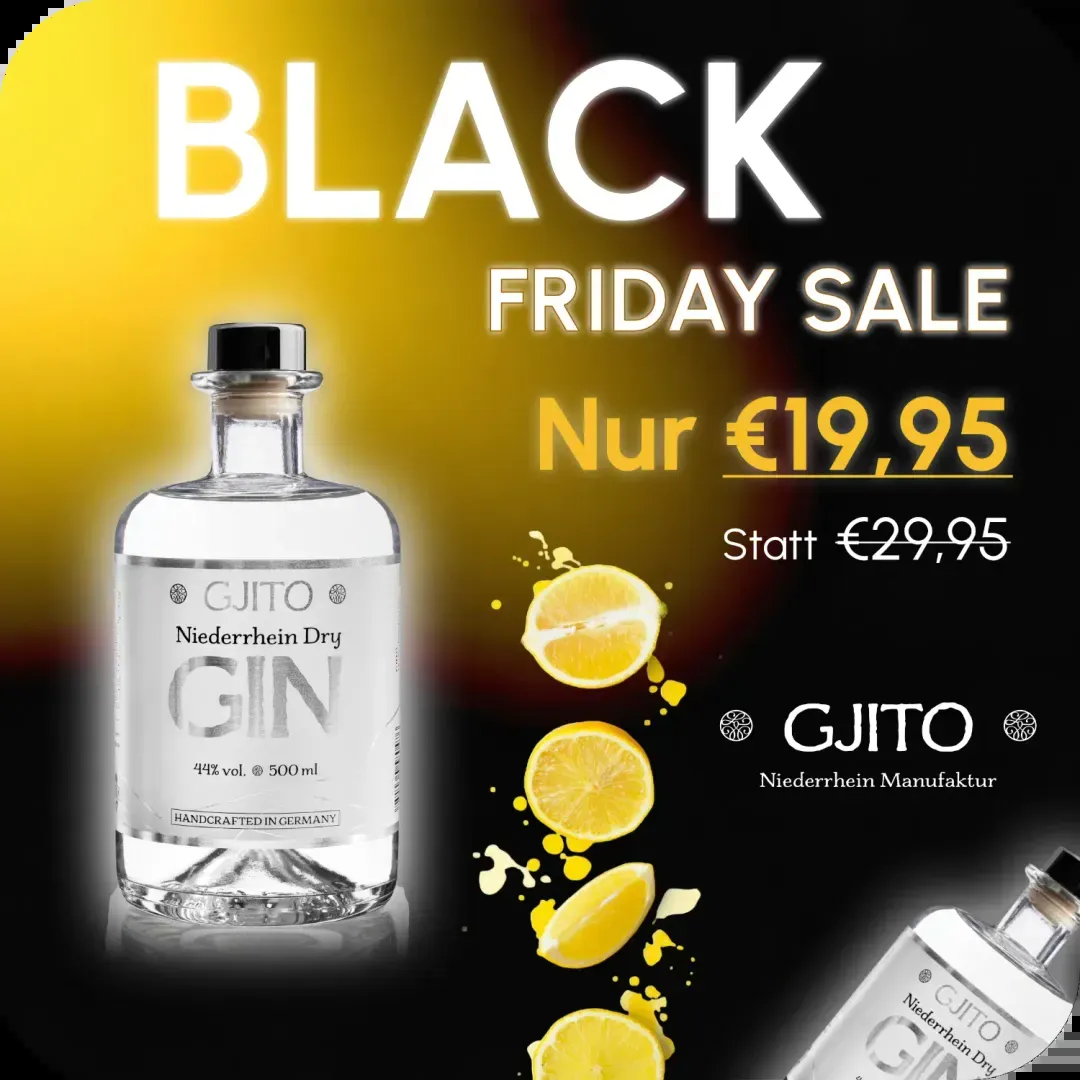 BLACK
FRIDAY SALE
Nur €19,95
Statt €29,95
GJITO
Niederrhein Dry
GIN
44% vol. 500 ml
HANDCRAFTED IN GERMANY
GJITO
Niederrhein Manufaktur
GJITO
Niederrhein Dry
GIN